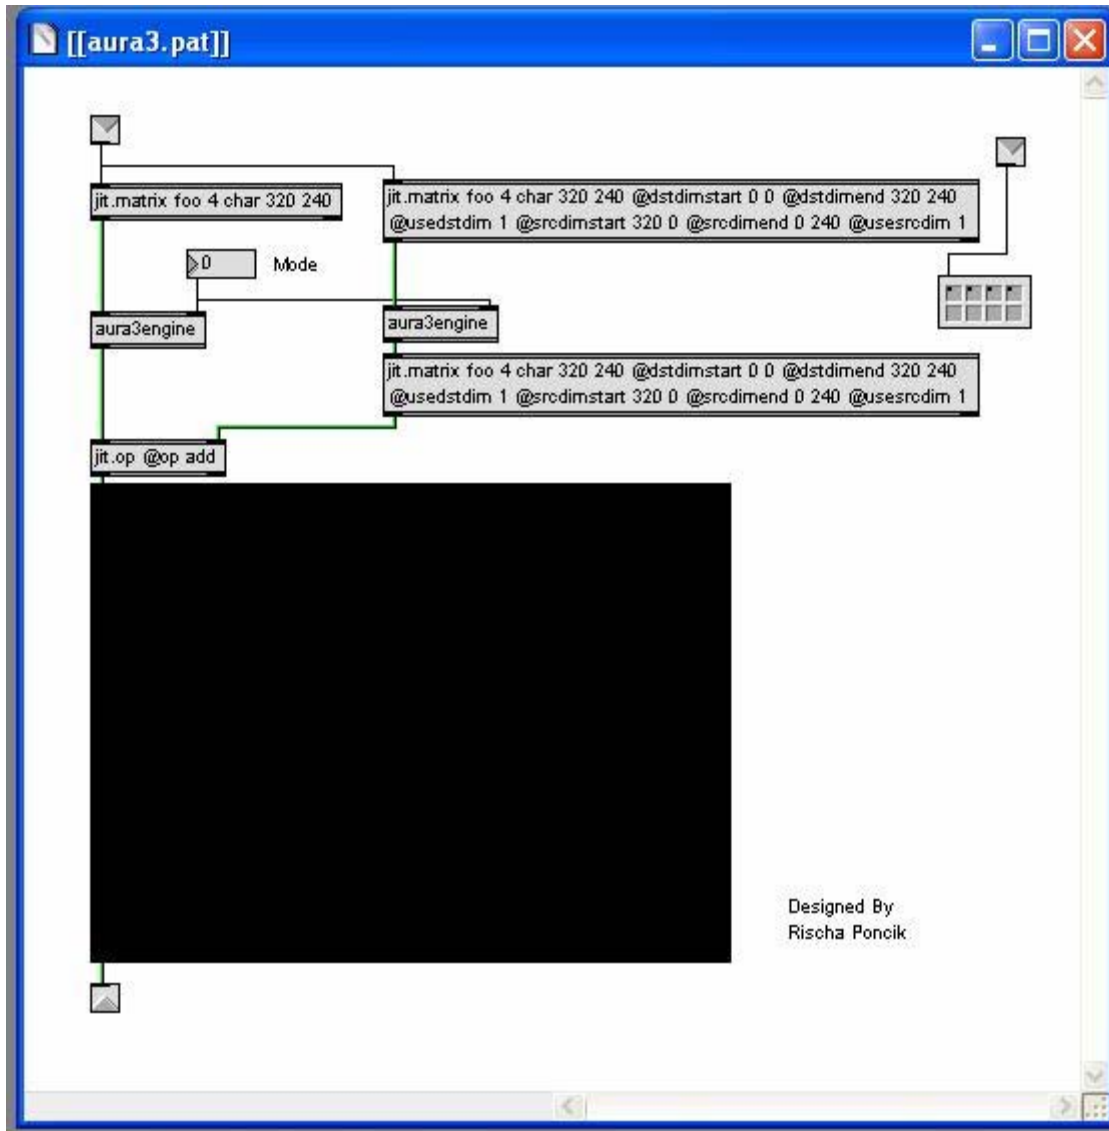 [[aura3.pat]]
jit.matrix foo 4 char 320 240
jit.matrix foo 4 char 320 240 @dstdimstart 0 0 @dstdimend 320 240
@usedstdim 1 @srcdimstart 320 0 @srcdimend 0 240 @usesrcdim 1
0
Mode
aura3engine
aura3engine
jit.matrix foo 4 char 320 240 @dstdimstart 0 0 @dstdimend 320 240
@usedstdim 1 @srcdimstart 320 0 @srcdimend 0 240 @usesrcdim 1
jit.op @op add
Designed By
Rischa Poncik